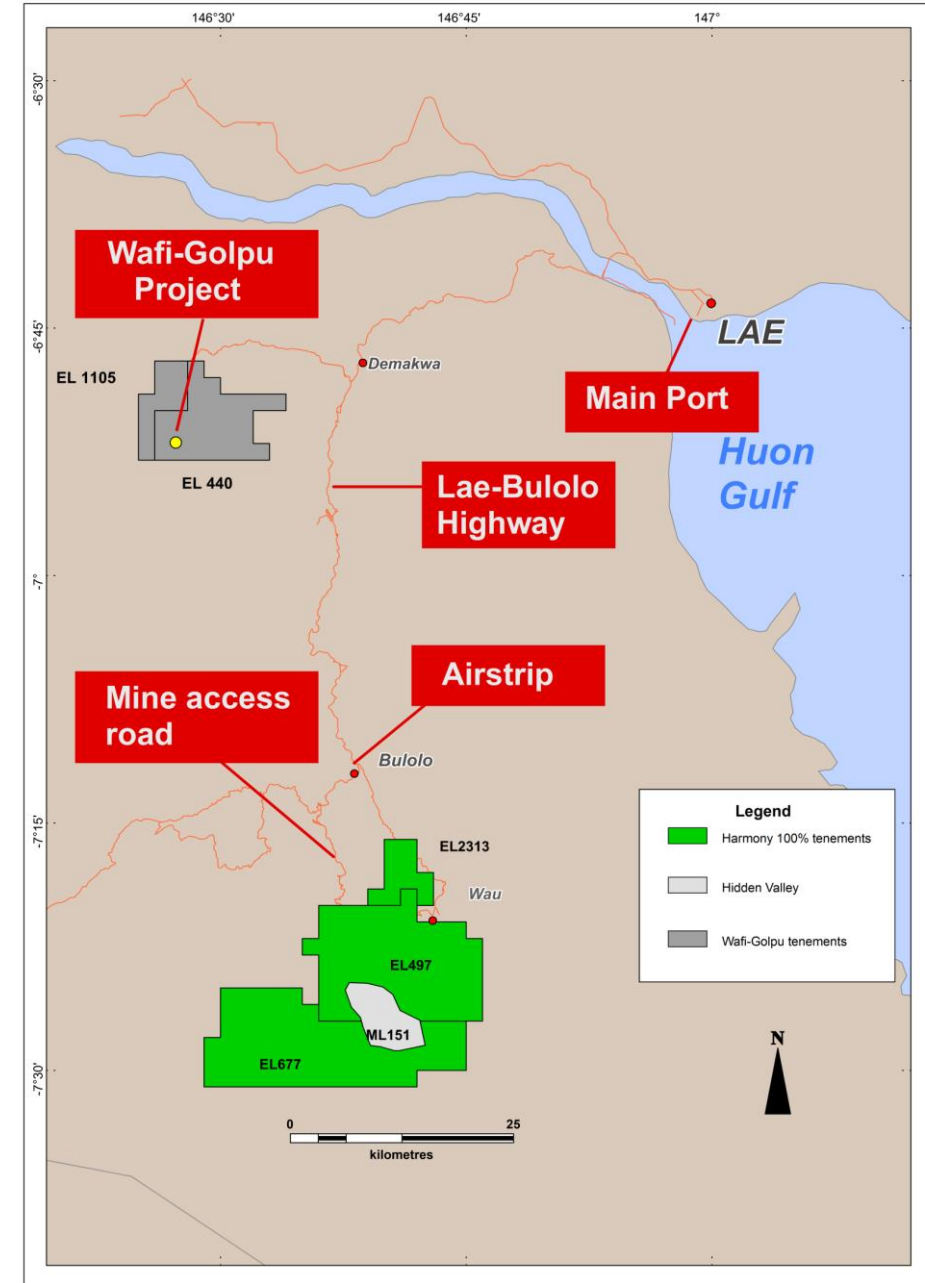 146°30'
146°45'
147°
-6°30'
Wafi-Golpu
Project
-6°45'
LAE
Demakwa
EL 1105
Main Port
Huon
Gulf
EL 440
Lae-Bulolo
Highway
-7°
Airstrip
Mine access
road
Bulolo
-7°15'
Legend
Harmony 100% tenements
EL2313
Hidden Valley
Wau
Wafi-Golpu tenements
EL497
ML151
N
EL677
-7°30'
0
25
kilometres